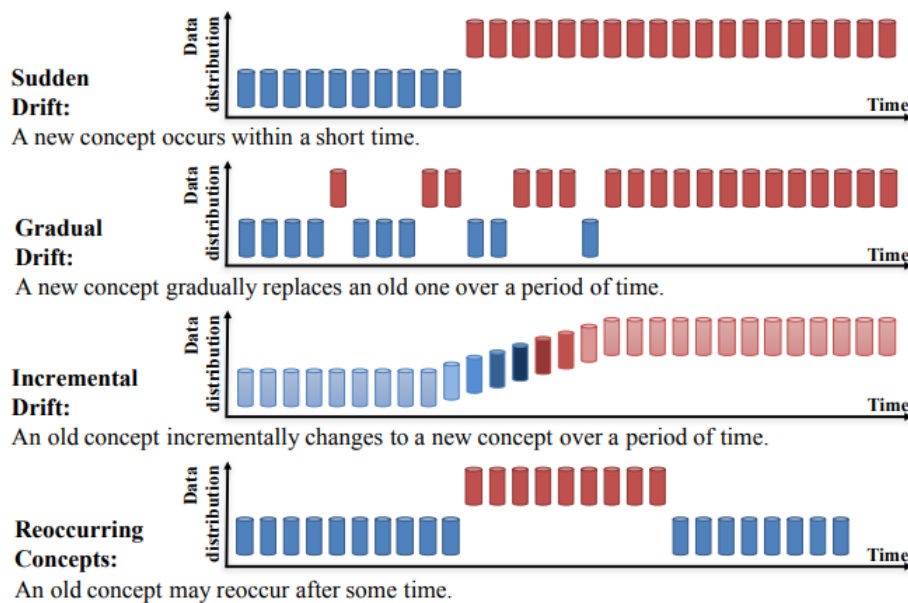 Data
distribution
Sudden
Drift:
Time
A new concept occurs within a short time.
Data
distribution
Gradual
Drift:
Time
A new concept gradually replaces an old one over a period of time.
Data
distribution
Incremental
Drift:
Time
An old concept incrementally changes to a new concept over a period of time.
Data
distribution
Reoccurring
Concepts:
Time
An old concept may reoccur after some time.